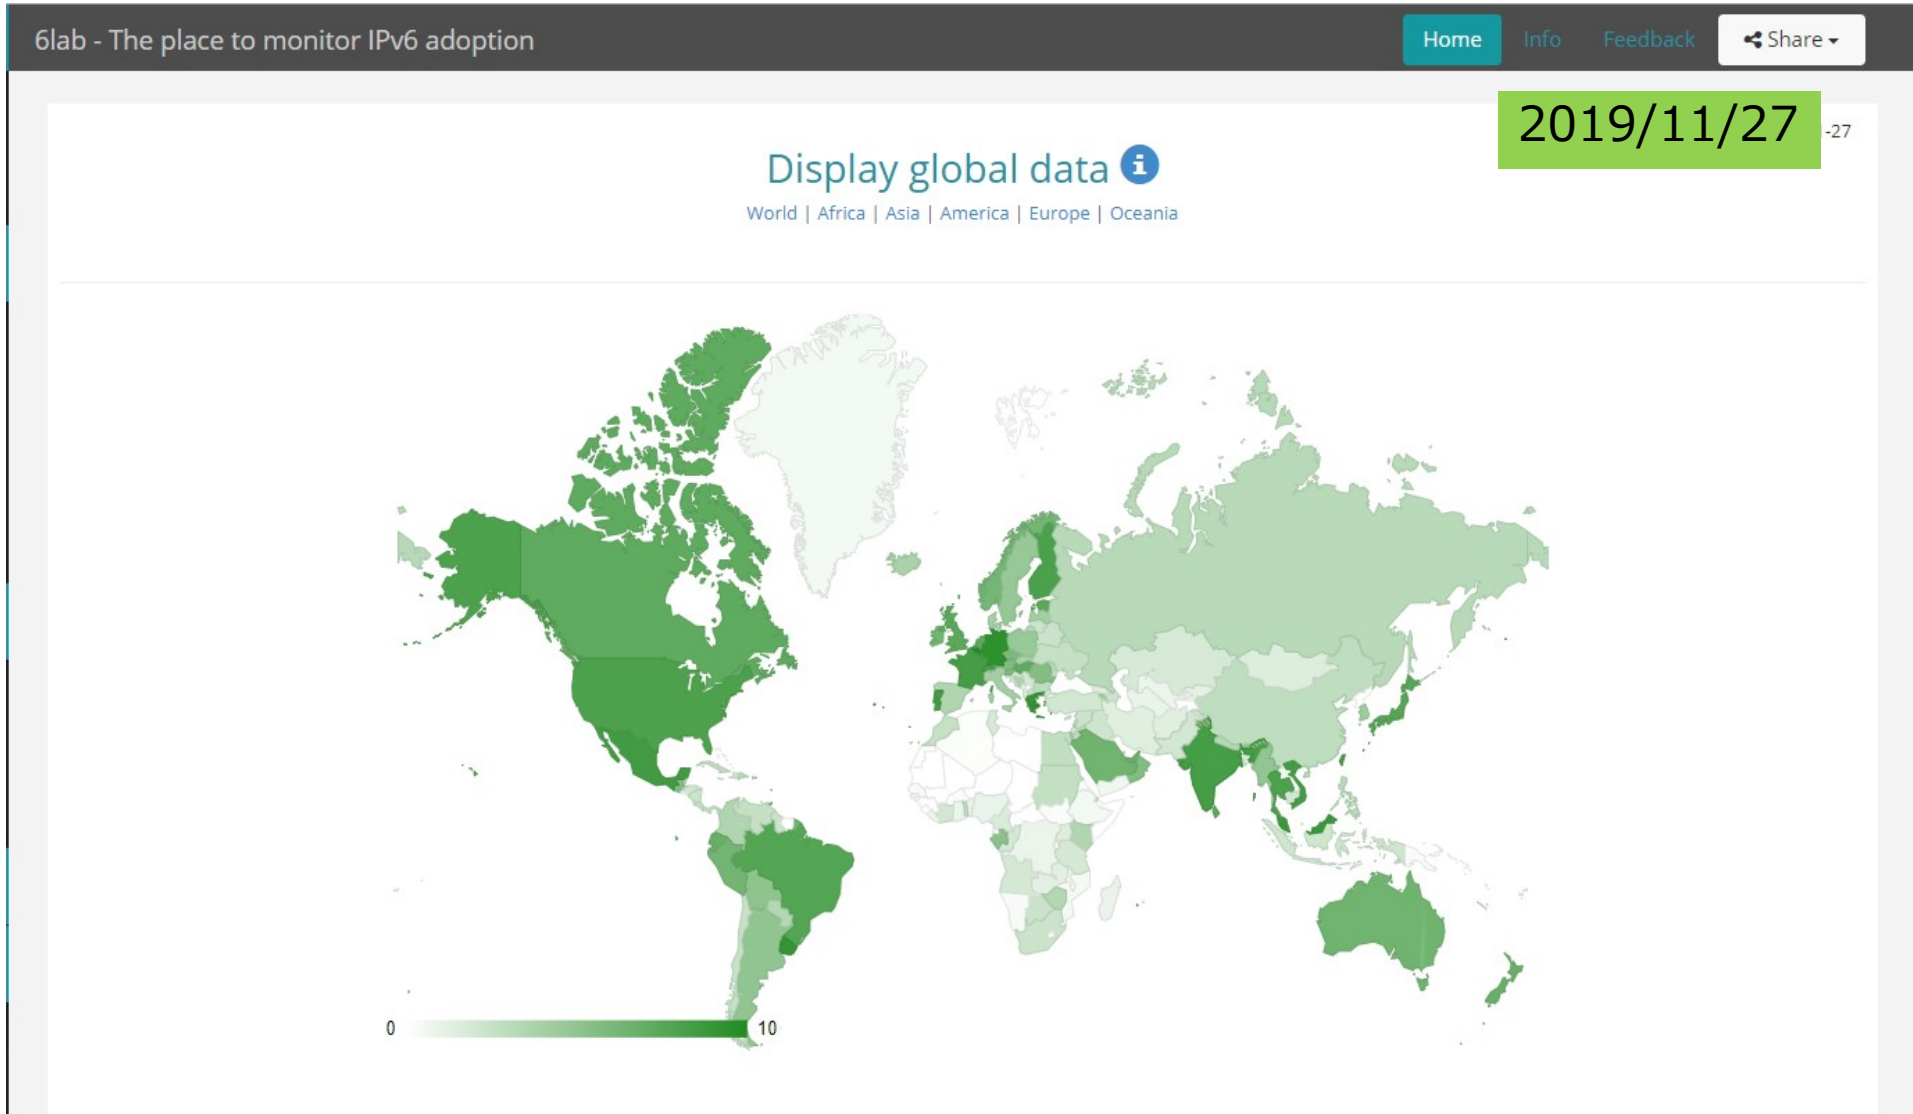 6lab - The place to monitor IPv6 adoption
Home Info Feedback Share
2019/11/27 -27
Display global data
World | Africa | Asia | America | Europe | Oceania
0 10